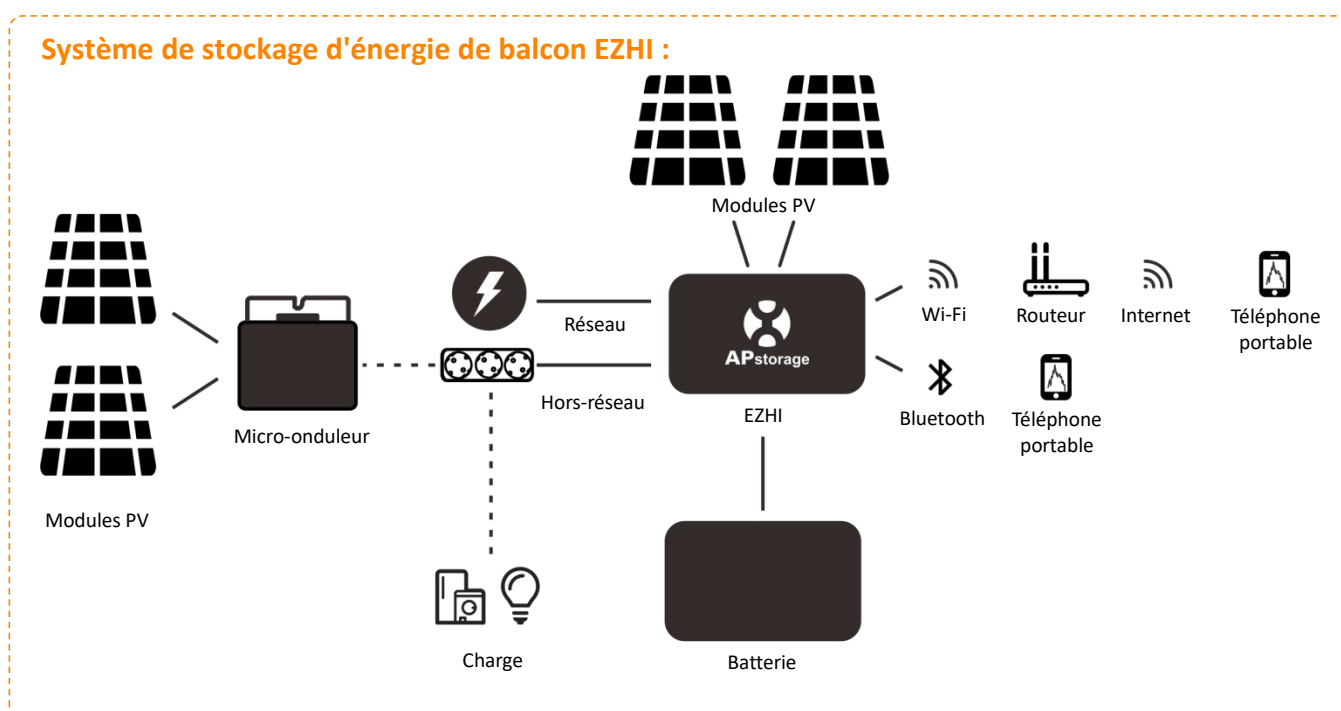 Système de stockage d'énergie de balcon EZHI :
Modules PV
Réseau
APstorage
Wi-Fi
Routeur
Internet
Téléphone
portable
Hors-réseau
EZHI
Bluetooth
Téléphone
portable
Micro-onduleur
Modules PV
Charge
Batterie